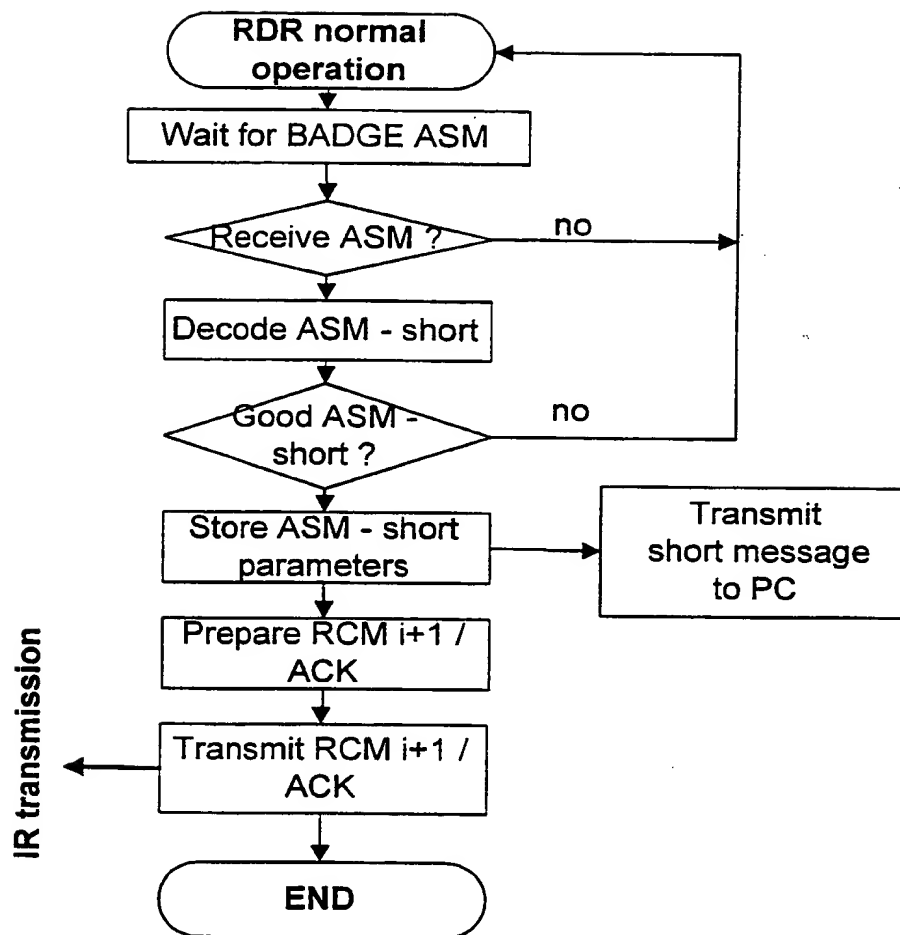 RDR normal
operation
Wait for BADGE ASM
Receive ASM ?
no
Decode ASM - short
Good ASM -
short ?
no
Store ASM - short
parameters
Transmit
short message
to PC
Prepare RCM i+1 /
ACK
Transmit RCM i+1 /
ACK
IR transmission
END